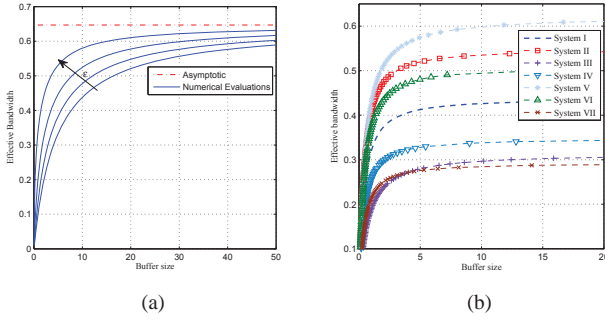 0.7
0.6
0.5
0.4
0.3
0.2
0.1
0
0 10 20 30 40 50
Effective Bandwidth
Buffer size
ε
Asymptotic
Numerical Evaluations
(a)
0.6
0.5
0.4
0.3
0.2
0.1
0 5 10 15 20
Effective bandwidth
Buffer size
System I
System II
System III
System IV
System V
System VI
System VII
(b)